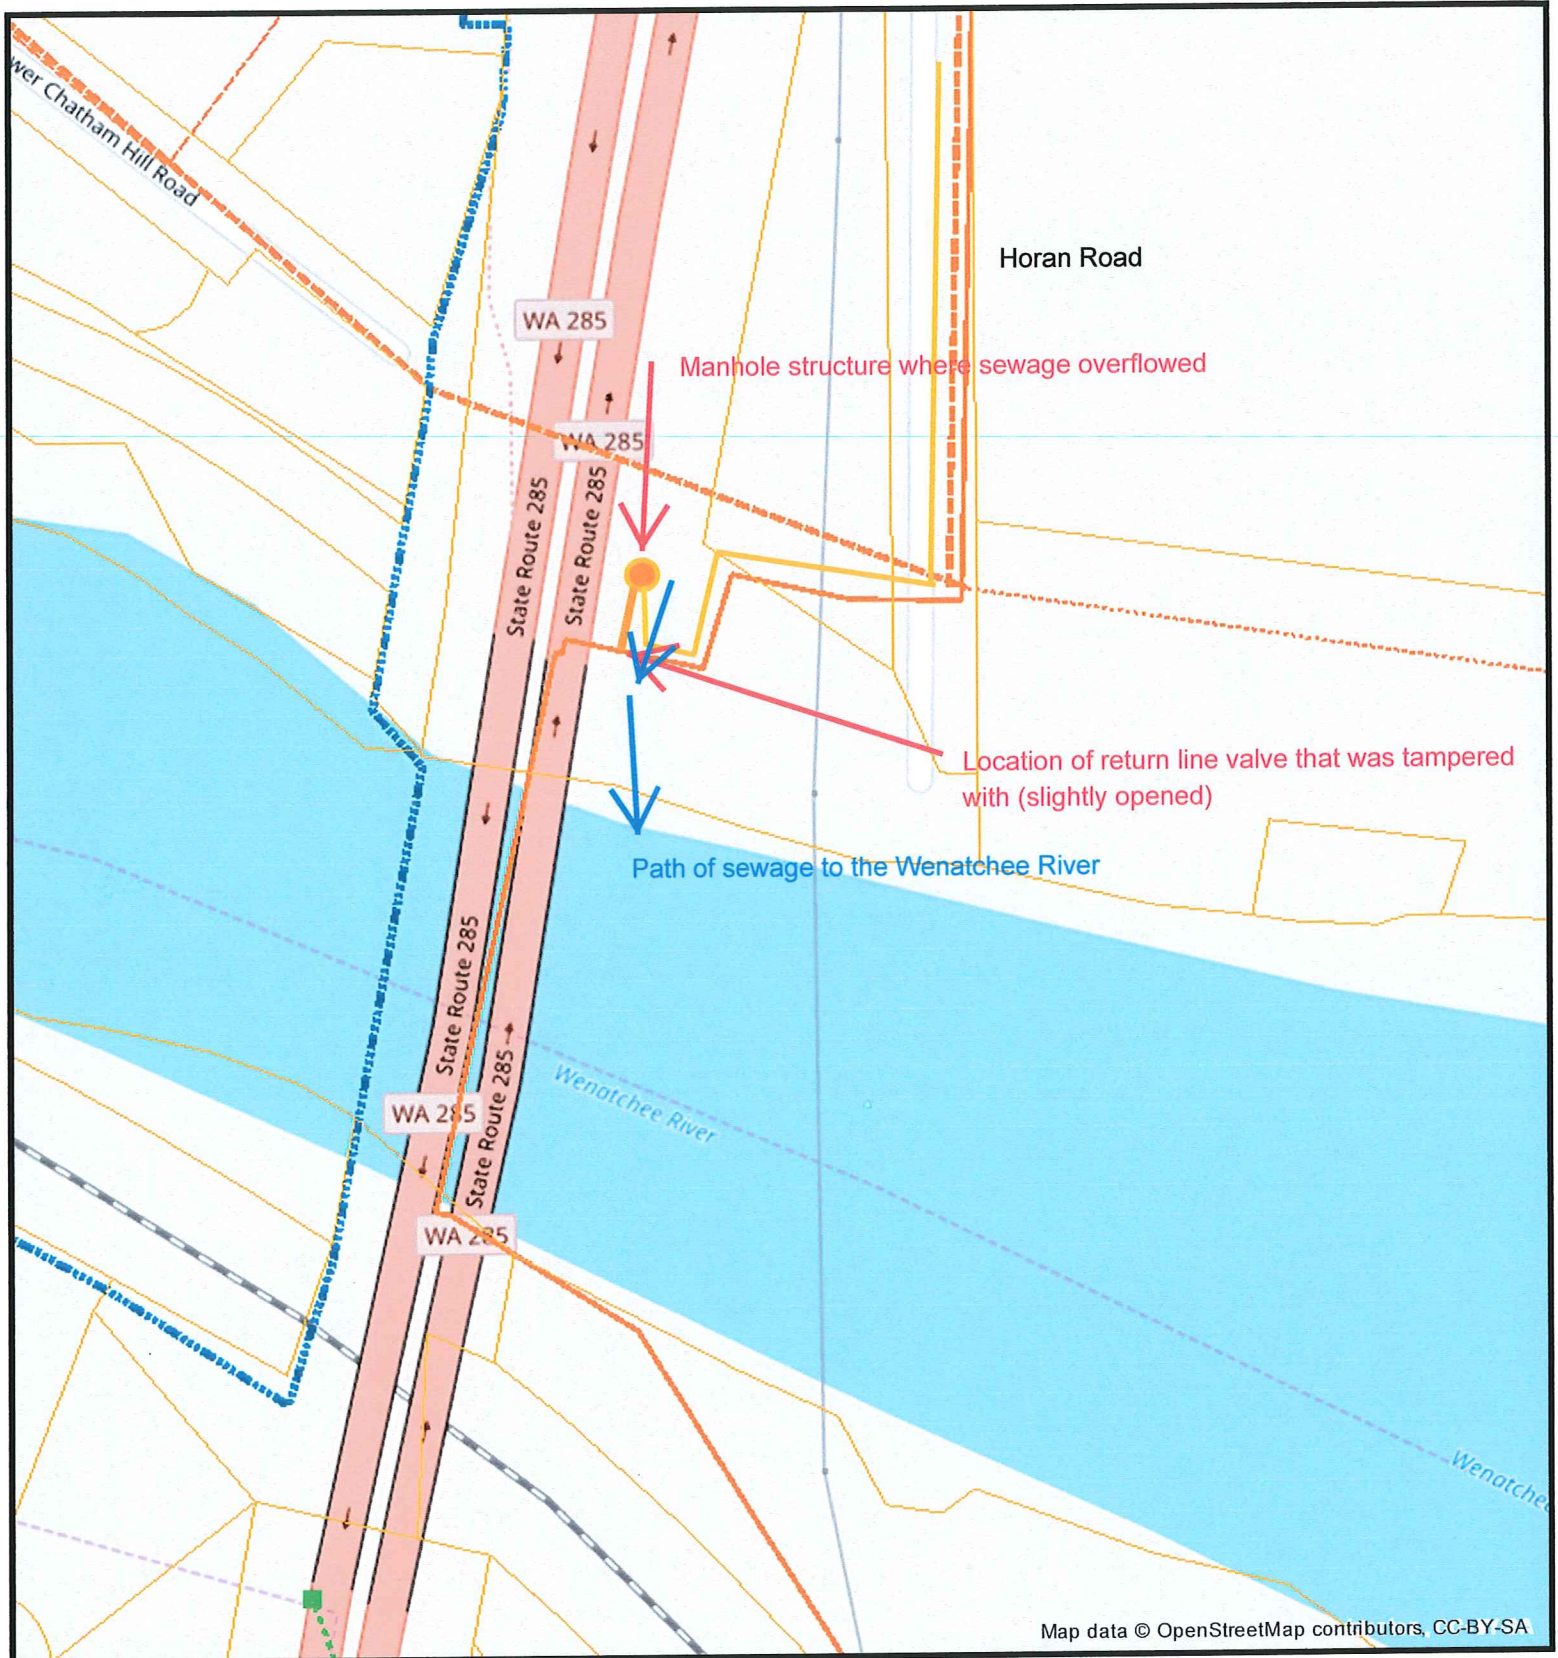 wer Chatham Hill Road
Horan Road
WA 285
Manhole structure where sewage overflowed
WA 285
State Route 285
State Route 285
Location of return line valve that was tampered
with (slightly opened)
Path of sewage to the Wenatchee River
State Route 285
State Route 285
Wenatchee River
WA 285
WA 285
Wenatchee
Map data © OpenStreetMap contributors, CC-BY-SA